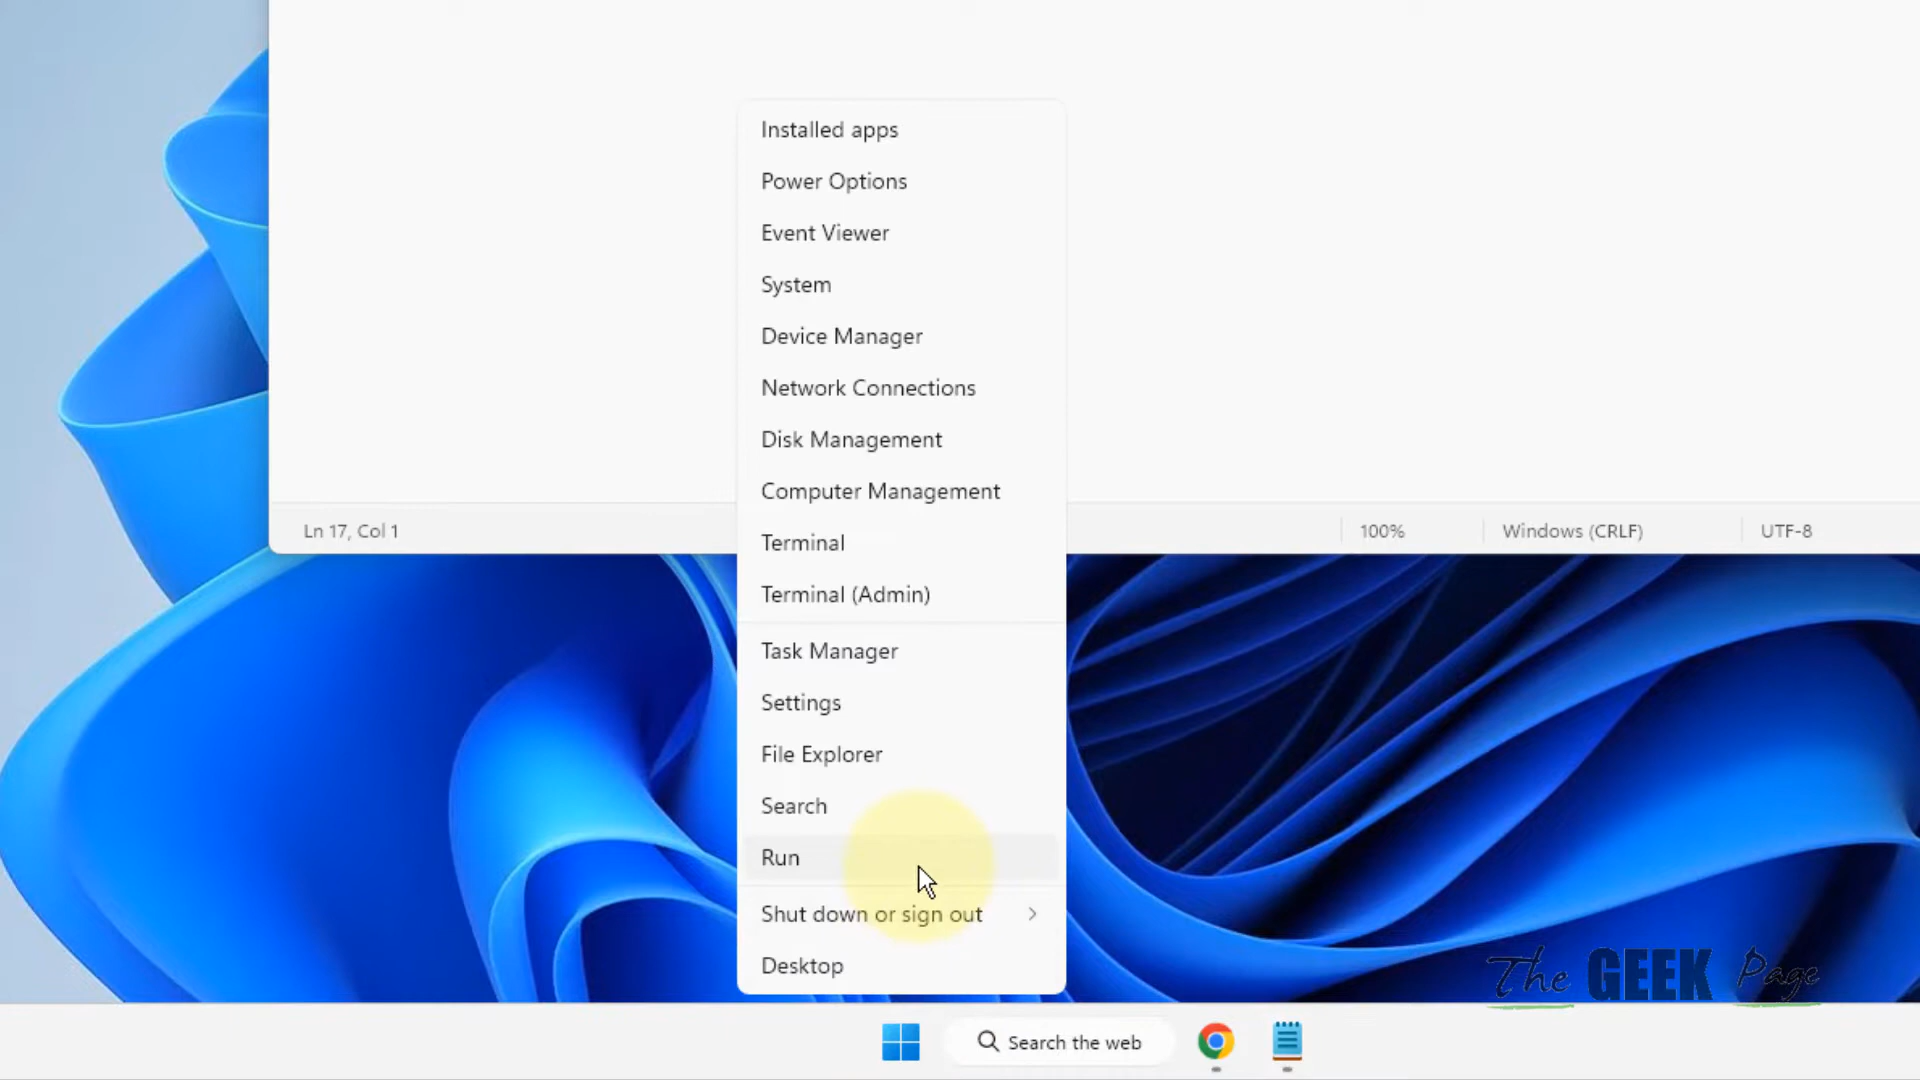 Installed apps
Power Options
Event Viewer
System
Device Manager
Network Connections
Disk Management
Computer Management
Ln 17, Col 1
100%
Windows (CRLF)
UTF-8
Terminal
Terminal (Admin)
Task Manager
Settings
File Explorer
Search
Run
Shut down or sign out
Desktop
The GEEK Page
Search the web